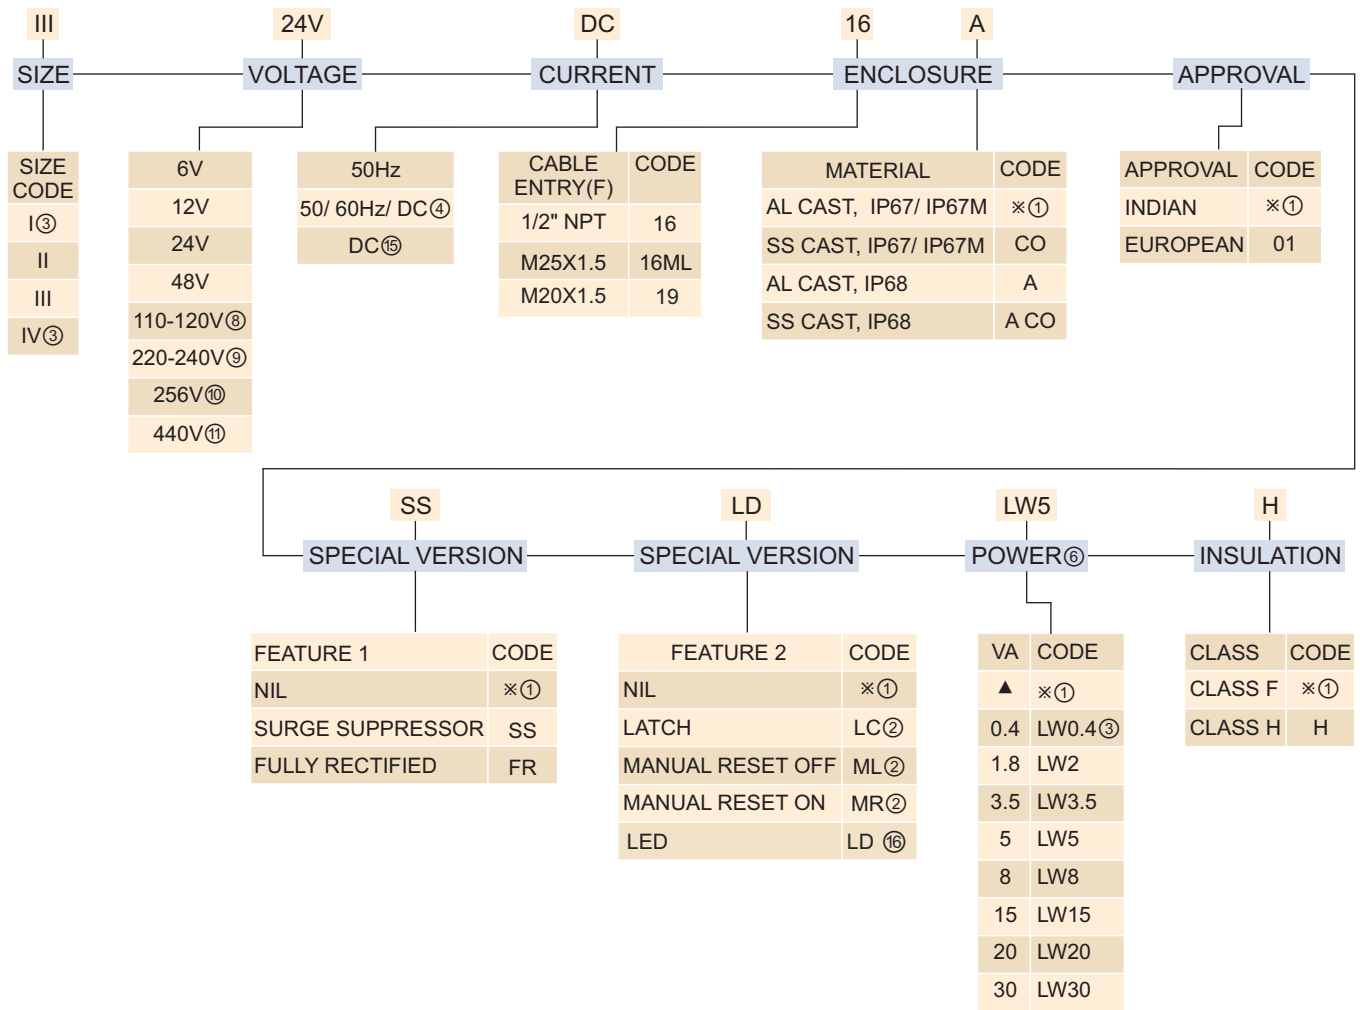 III 24V DC 16 A
SIZE VOLTAGE CURRENT ENCLOSURE APPROVAL
SIZE
CODE
I③
II
III
IV③
6V
12V
24V
48V
110-120V⑧
220-240V⑨
256V⑩
440V⑪
50Hz
50/ 60Hz/ DC④
DC⑮
CABLE
ENTRY(F) CODE
1/2" NPT 16
M25X1.5 16ML
M20X1.5 19
MATERIAL CODE
AL CAST, IP67/ IP67M ※①
SS CAST, IP67/ IP67M CO
AL CAST, IP68 A
SS CAST, IP68 A CO
APPROVAL CODE
INDIAN ※①
EUROPEAN 01
SS LD LW5 H
SPECIAL VERSION SPECIAL VERSION POWER⑥ INSULATION
FEATURE 1 CODE
NIL ※①
SURGE SUPPRESSOR SS
FULLY RECTIFIED FR
FEATURE 2 CODE
NIL ※①
LATCH LC②
MANUAL RESET OFF ML②
MANUAL RESET ON MR②
LED LD ⑯
VA CODE
▲ ※①
0.4 LW0.4③
1.8 LW2
3.5 LW3.5
5 LW5
8 LW8
15 LW15
20 LW20
30 LW30
CLASS CODE
CLASS F ※①
CLASS H H